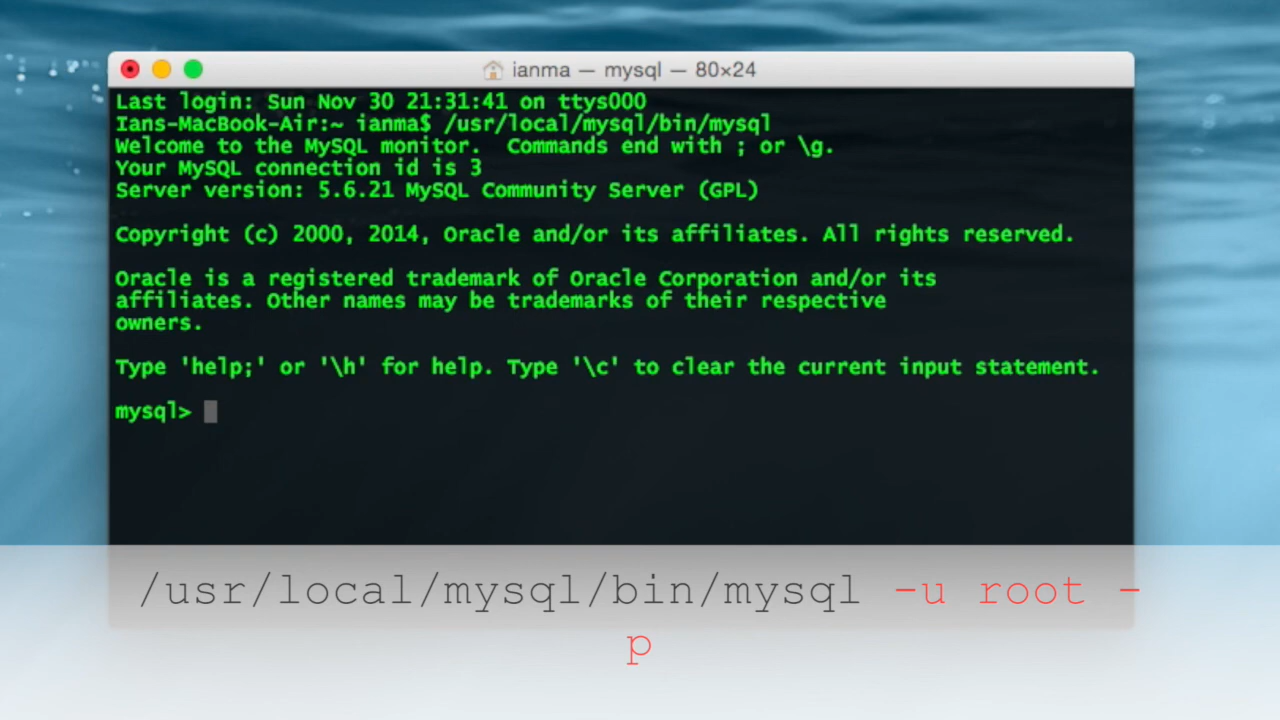 ianma — mysql — 80×24
Last login: Sun Nov 30 21:31:41 on ttys000
Ians-MacBook-Air:~ ianma$ /usr/local/mysql/bin/mysql
Welcome to the MySQL monitor.  Commands end with ; or \g.
Your MySQL connection id is 3
Server version: 5.6.21 MySQL Community Server (GPL)
Copyright (c) 2000, 2014, Oracle and/or its affiliates. All rights reserved.
Oracle is a registered trademark of Oracle Corporation and/or its
affiliates. Other names may be trademarks of their respective
owners.
Type 'help;' or '\h' for help. Type '\c' to clear the current input statement.
mysql>
/usr/local/mysql/bin/mysql -u root -
p